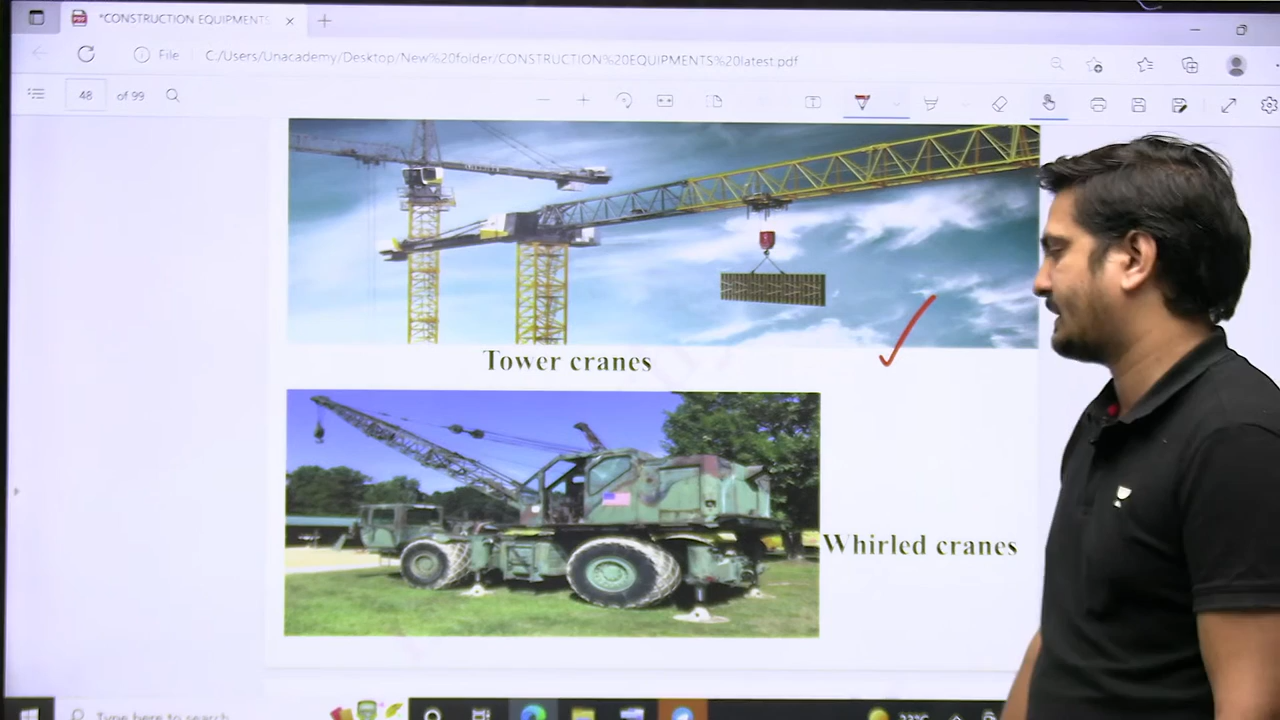 *CONSTRUCTION EQUIPMENTS
File
C:/Users/Unacademy/Desktop/New%20folder/CONSTRUCTION%20EQUIPMENTS%20latest.pdf
48 of 99
Tower cranes
Whirled cranes
Type here to search